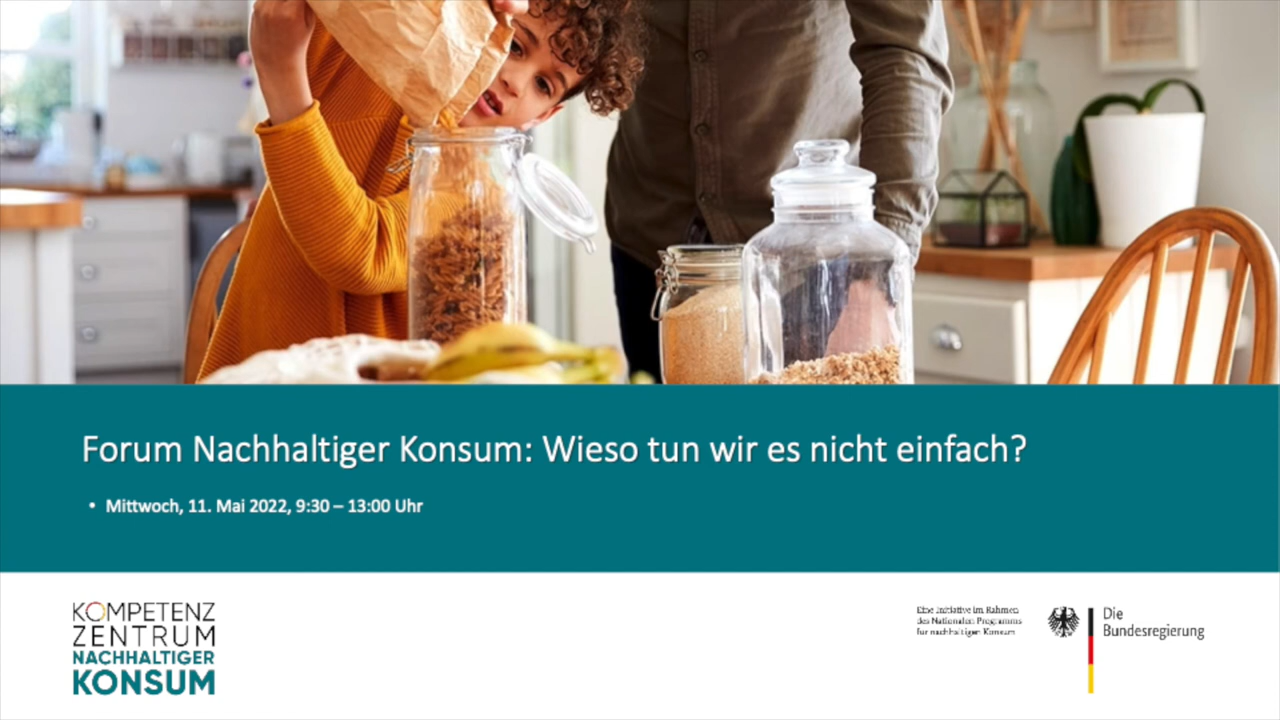 Forum Nachhaltiger Konsum: Wieso tun wir es nicht einfach?
• Mittwoch, 11. Mai 2022, 9:30 – 13:00 Uhr
KOMPETENZ
ZENTRUM
NACHHALTIGER
KONSUM
Eine Initiative im Rahmen
des Nationalen Programms
für nachhaltigen Konsum
Die
Bundesregierung